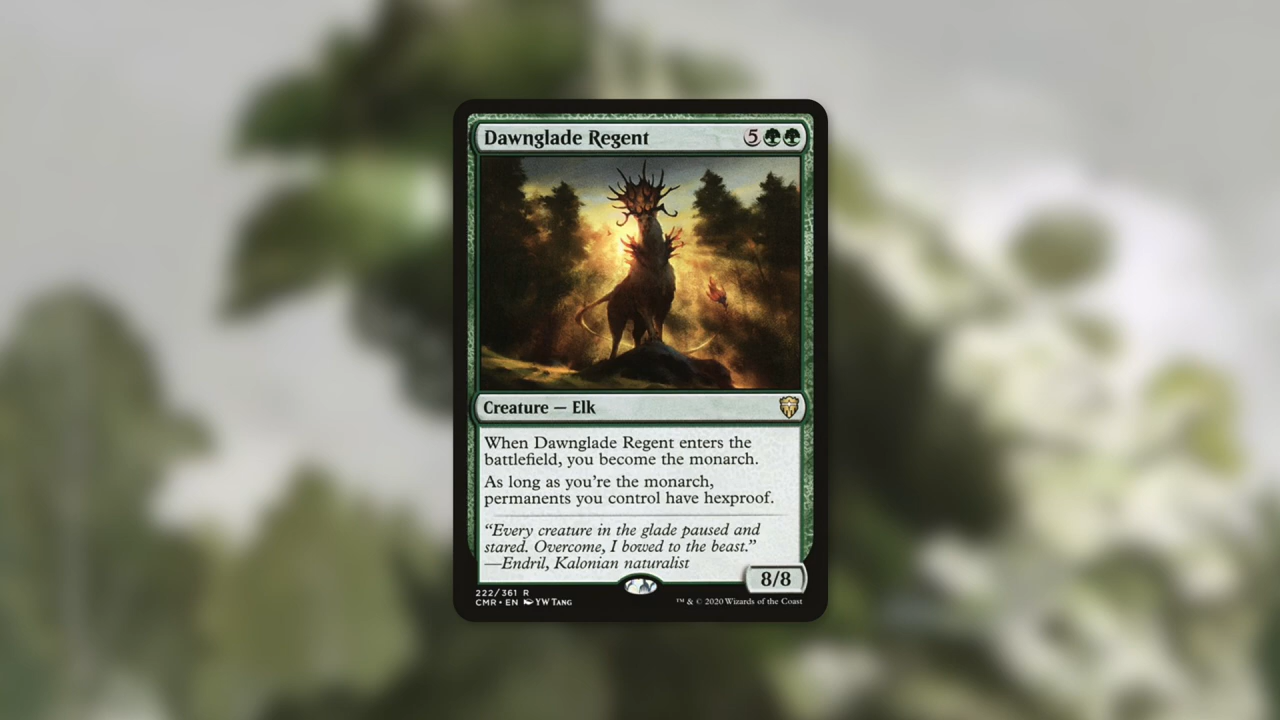 Dawnglade Regent 5
Creature — Elk
When Dawnglade Regent enters the
battlefield, you become the monarch.
As long as you're the monarch,
permanents you control have hexproof.
“Every creature in the glade paused and
stared. Overcome, I bowed to the beast.”
—Endril, Kalonian naturalist
8/8
222/361 R
CMR • EN YW Tang
™ & © 2020 Wizards of the Coast